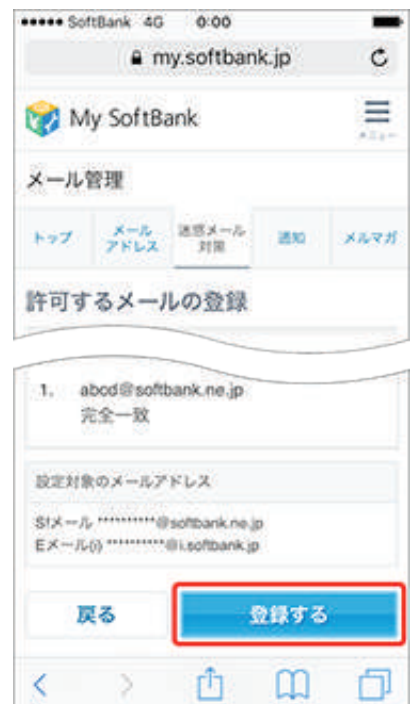 SoftBank 4G 0:00
my.softbank.jp
My SoftBank
メニュー
メール管理
トップ
メール
アドレス
迷惑メール
対策
通知
メルマガ
許可するメールの登録
1. abcd@softbank.ne.jp
完全一致
設定対象のメールアドレス
S!メール **********@softbank.ne.jp
Eメール(i) **********@i.softbank.jp
戻る
登録する